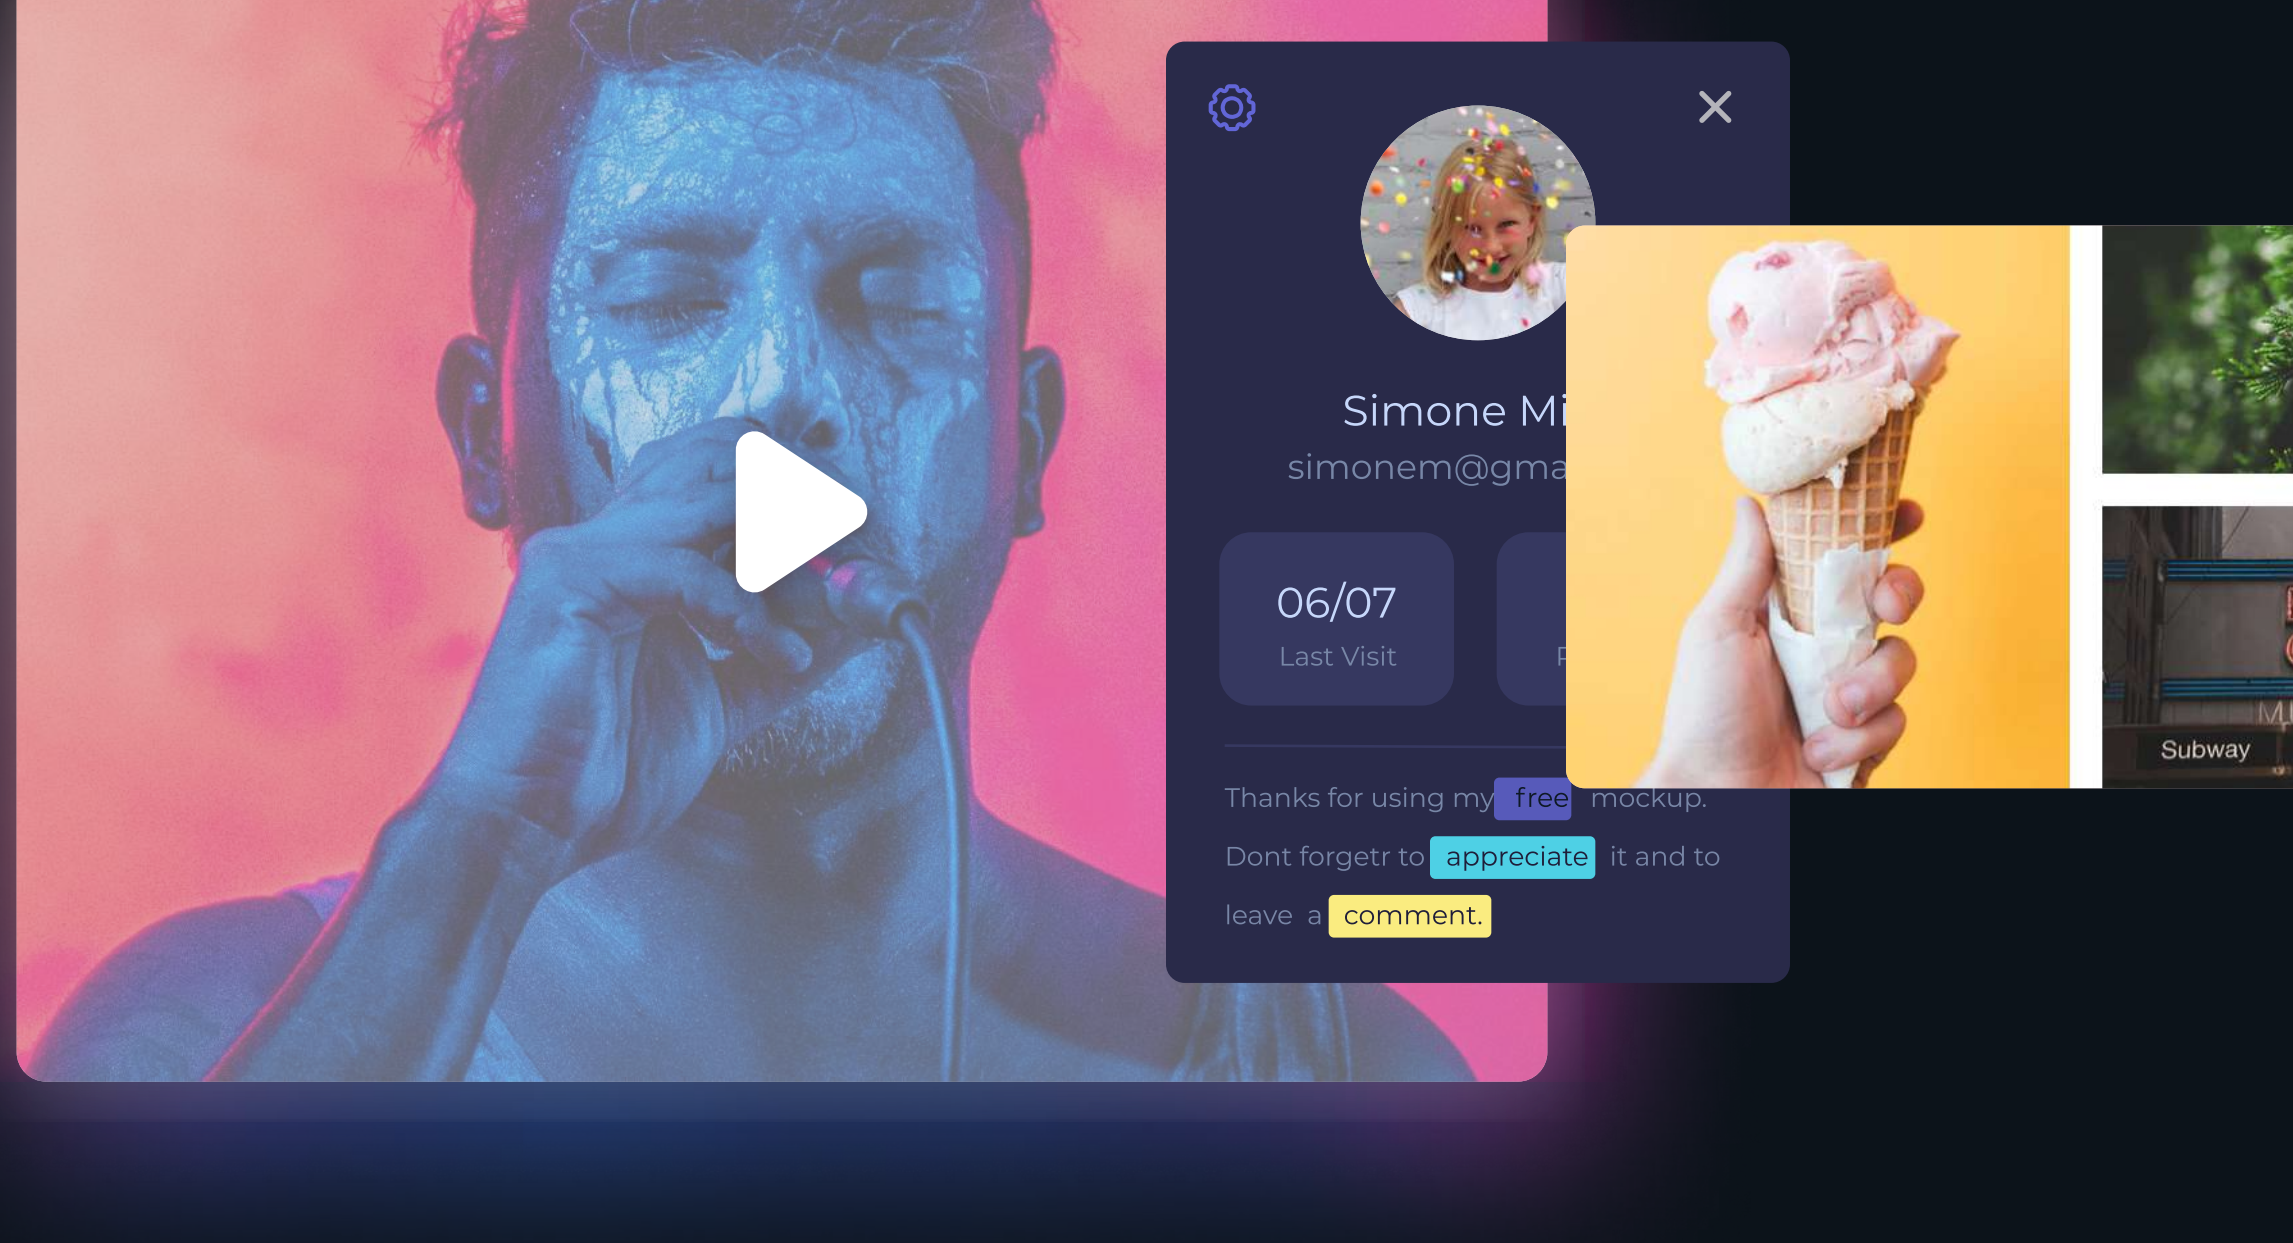 Simone Mi
simonem@gma
06/07
Last Visit
Thanks for using my free mockup.
Dont forgetr to appreciate it and to
leave a comment.
Subway